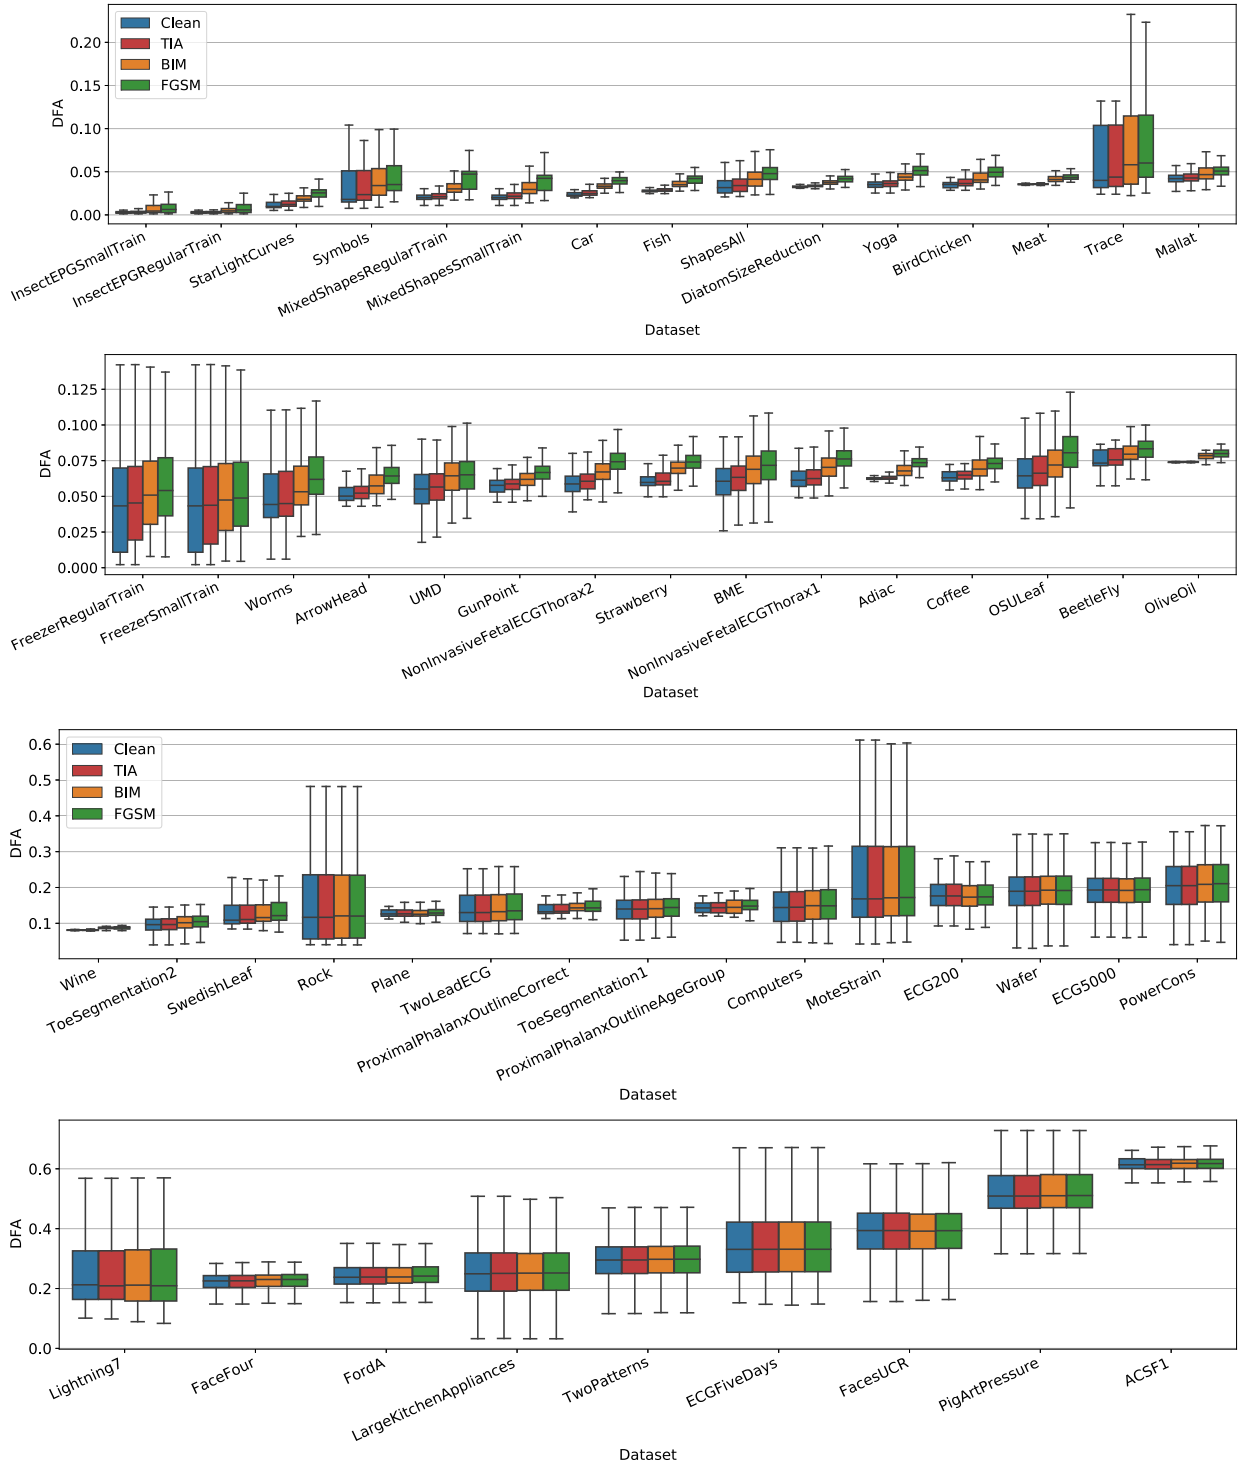 Clean
TIA
BIM
FGSM
DFA
0.20
0.15
0.10
0.05
0.00
InsectEPGSmallTrain
InsectEPGRegularTrain
StarLightCurves
Symbols
MixedShapesRegularTrain
MixedShapesSmallTrain
Car
Fish
ShapesAll
DiatomSizeReduction
Yoga
BirdChicken
Meat
Trace
Mallat
Dataset
DFA
0.125
0.100
0.075
0.050
0.025
0.000
FreezerRegularTrain
FreezerSmallTrain
Worms
ArrowHead
UMD
GunPoint
NonInvasiveFetalECGThorax2
Strawberry
BME
NonInvasiveFetalECGThorax1
Adiac
Coffee
OSULeaf
BeetleFly
OliveOil
Dataset
Clean
TIA
BIM
FGSM
DFA
0.6
0.5
0.4
0.3
0.2
0.1
Wine
ToeSegmentation2
SwedishLeaf
Rock
Plane
TwoLeadECG
ProximalPhalanxOutlineCorrect
ToeSegmentation1
ProximalPhalanxOutlineAgeGroup
Computers
MoteStrain
ECG200
Wafer
ECG5000
PowerCons
Dataset
DFA
0.6
0.4
0.2
0.0
Lightning7
FaceFour
FordA
LargeKitchenAppliances
TwoPatterns
ECGFiveDays
FacesUCR
PigArtPressure
ACSF1
Dataset